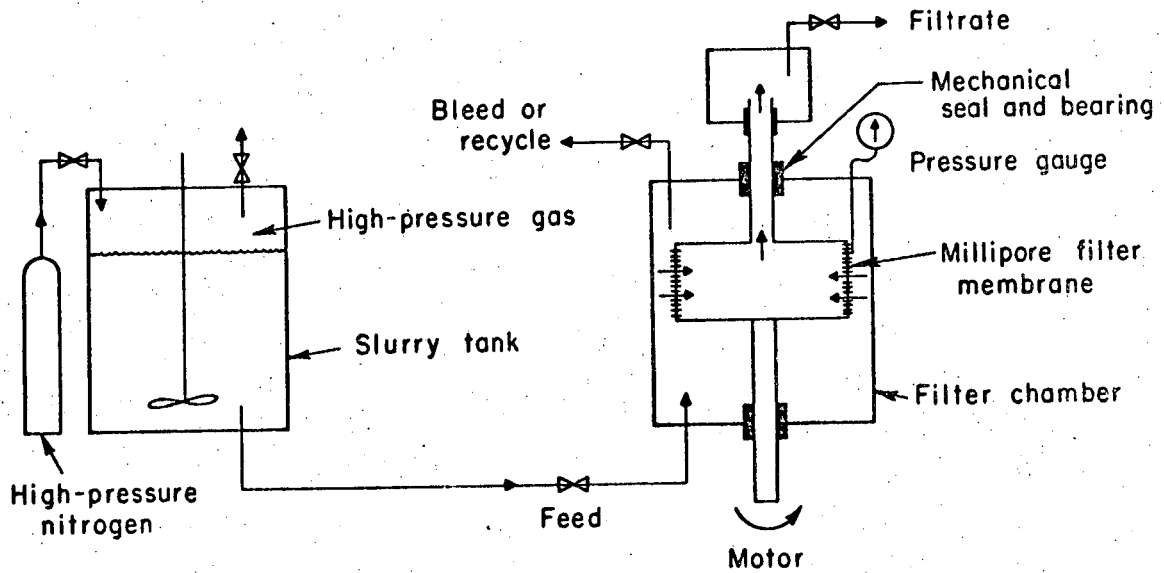 Filtrate
Mechanical
seal and bearing
Bleed or
recycle
Pressure gauge
High-pressure gas
Millipore filter
membrane
Slurry tank
Filter chamber
High-pressure
nitrogen
Feed
Motor